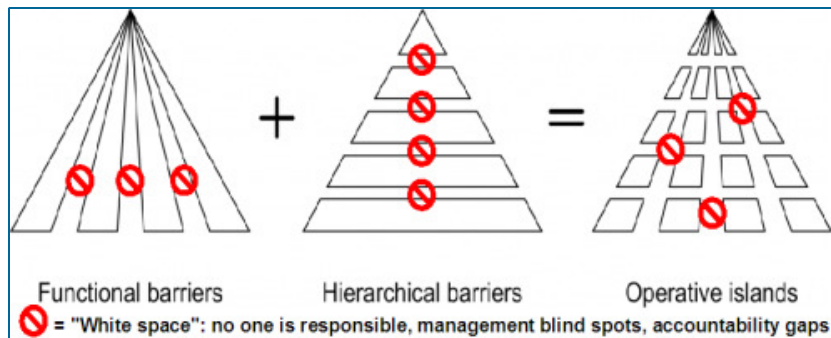 +
=
Functional barriers Hierarchical barriers Operative islands
= "White space": no one is responsible, management blind spots, accountability gaps